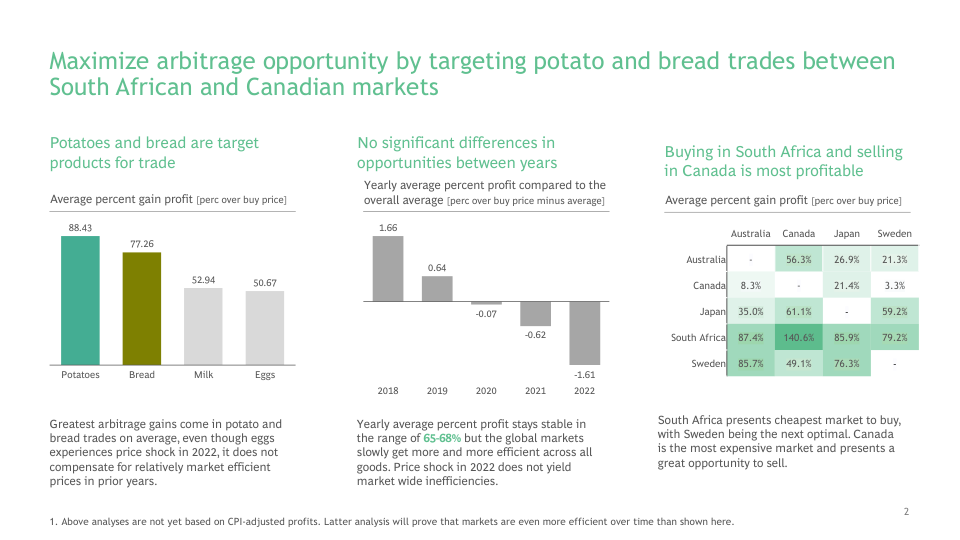 Maximize arbitrage opportunity by targeting potato and bread trades between
South African and Canadian markets
Potatoes and bread are target
products for trade
Average percent gain profit [perc over buy price]
88.43
77.26
52.94
50.67
Potatoes Bread Milk Eggs
Greatest arbitrage gains come in potato and
bread trades on average, even though eggs
experiences price shock in 2022, it does not
compensate for relatively market efficient
prices in prior years.
No significant differences in
opportunities between years
Yearly average percent profit compared to the
overall average [perc over buy price minus average]
1.66
0.64
-0.07
-0.62
-1.61
2018 2019 2020 2021 2022
Yearly average percent profit stays stable in
the range of 65-68% but the global markets
slowly get more and more efficient across all
goods. Price shock in 2022 does not yield
market wide inefficiencies.
Buying in South Africa and selling
in Canada is most profitable
Average percent gain profit [perc over buy price]
Australia Canada Japan Sweden
Australia - 56.3% 26.9% 21.3%
Canada 8.3% - 21.4% 3.3%
Japan 35.0% 61.1% - 59.2%
South Africa 87.4% 140.6% 85.9% 79.2%
Sweden 85.7% 49.1% 76.3% -
South Africa presents cheapest market to buy,
with Sweden being the next optimal. Canada
is the most expensive market and presents a
great opportunity to sell.
2
1. Above analyses are not yet based on CPI-adjusted profits. Latter analysis will prove that markets are even more efficient over time than shown here.